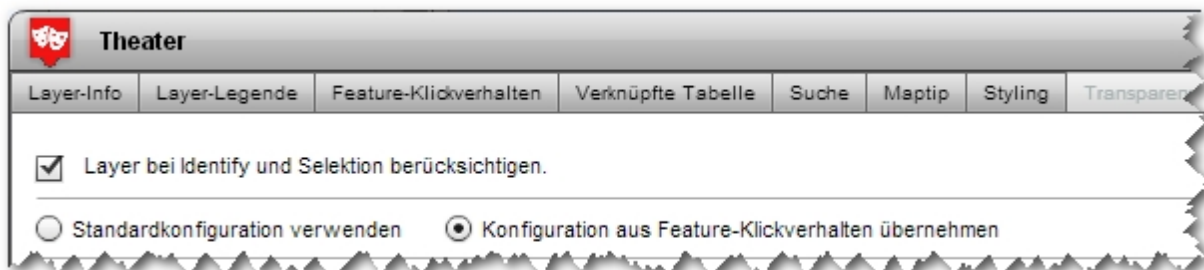 Theater
Layer-Info Layer-Legende Feature-Klickverhalten Verknüpfte Tabelle Suche Maptip Styling
Layer bei Identify und Selektion berücksichtigen.
Standardkonfiguration verwenden Konfiguration aus Feature-Klickverhalten übernehmen